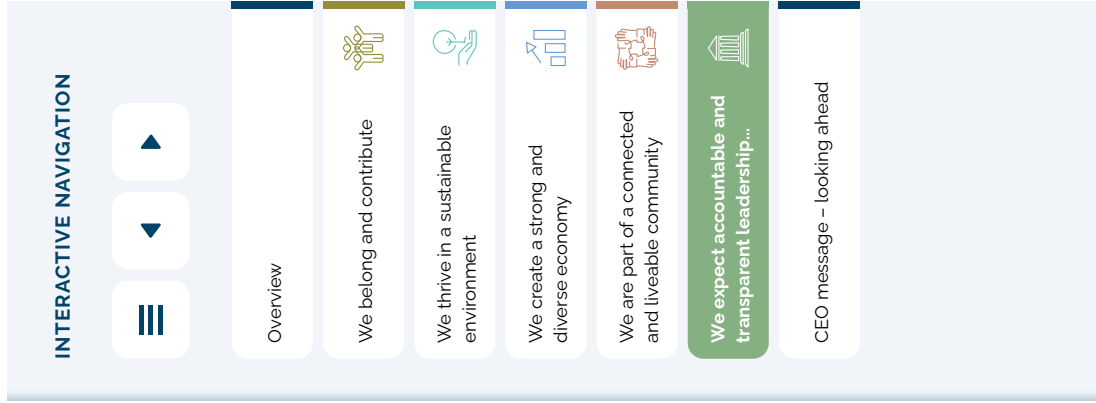 INTERACTIVE NAVIGATION
Overview
We belong and contribute
We thrive in a sustainable
environment
We create a strong and
diverse economy
We are part of a connected
and liveable community
We expect accountable and
transparent leadership...
CEO message – looking ahead